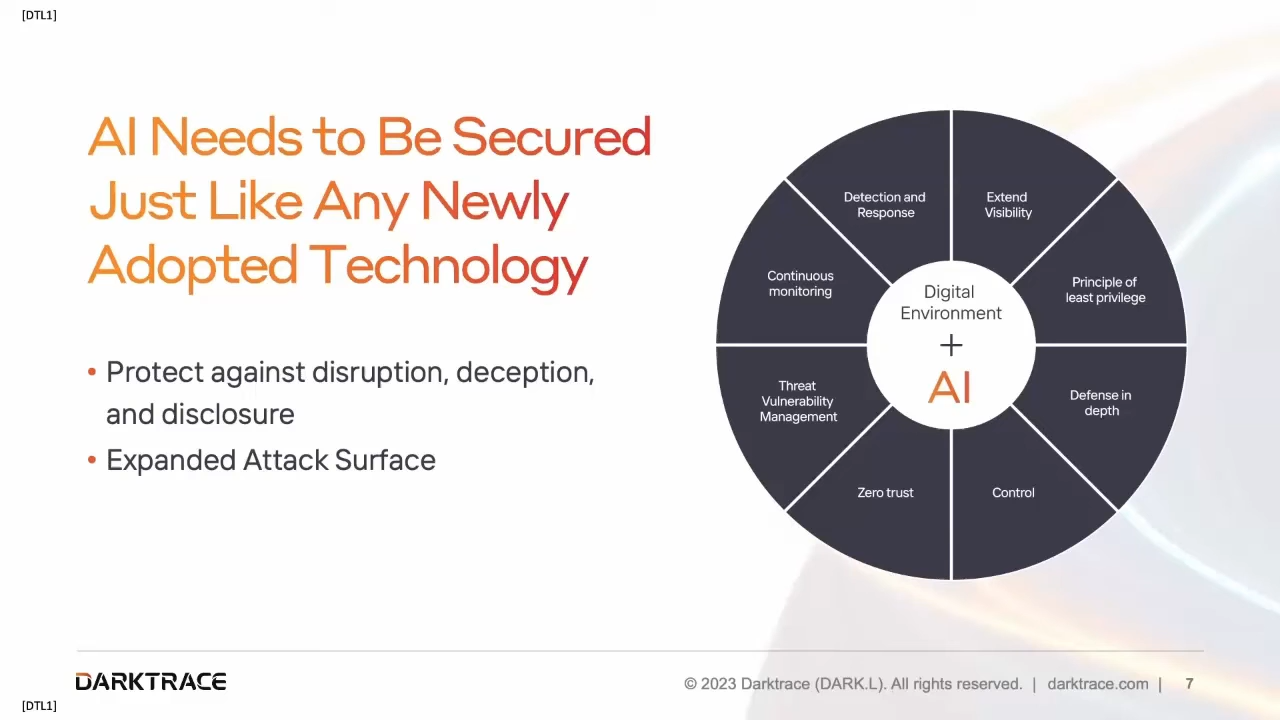 [DTL1]
AI Needs to Be Secured
Just Like Any Newly
Adopted Technology
• Protect against disruption, deception,
and disclosure
• Expanded Attack Surface
Detection and
Response
Extend
Visibility
Continuous
monitoring
Principle of
least privilege
Digital
Environment
+
AI
Threat
Vulnerability
Management
Defense in
depth
Zero trust
Control
DARKTRACE
© 2023 Darktrace (DARK.L). All rights reserved. | darktrace.com | 7
[DTL1]